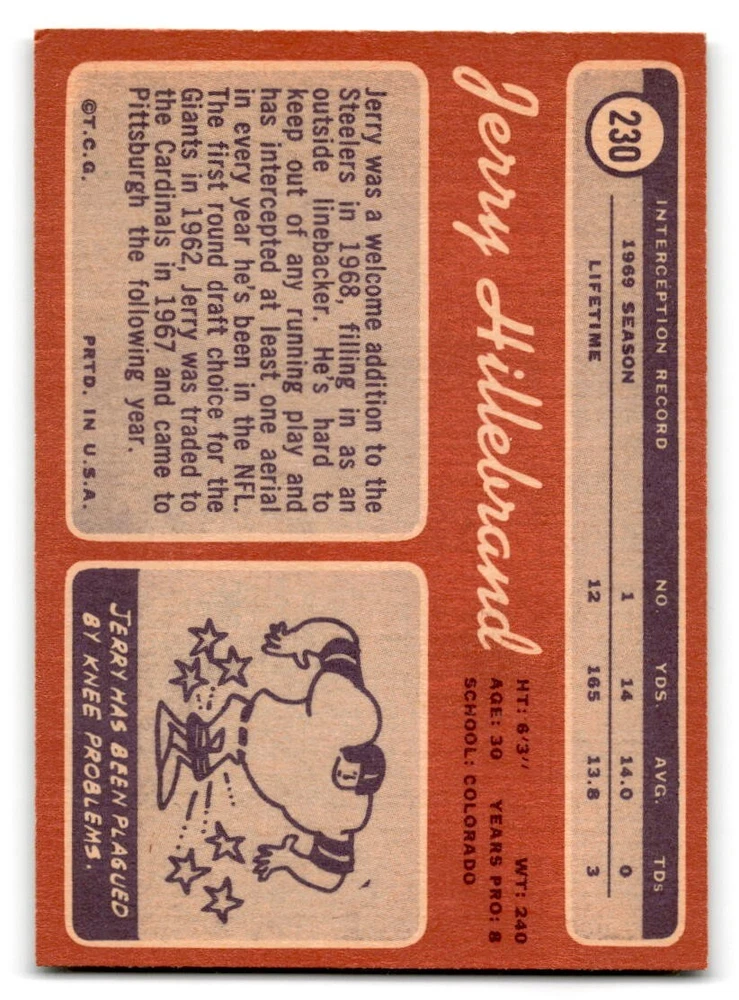 230
INTERCEPTION RECORD NO. YDS. AVG. TDs
1969 SEASON 1 14 14.0 0
LIFETIME 12 165 13.8 3
Jerry Hillebrand
HT: 6'3" WT: 240
AGE: 30 YEARS PRO: 8
SCHOOL: COLORADO
Jerry was a welcome addition to the
Steelers in 1968, filling in as an
outside linebacker. He's hard to
keep out of any running play and
has intercepted at least one aerial
in every year he's been in the NFL.
The first round draft choice for the
Giants in 1962, Jerry was traded to
the Cardinals in 1967 and came to
Pittsburgh the following year.
©T.C.G. PRTD. IN U.S.A.
JERRY HAS BEEN PLAGUED
BY KNEE PROBLEMS.